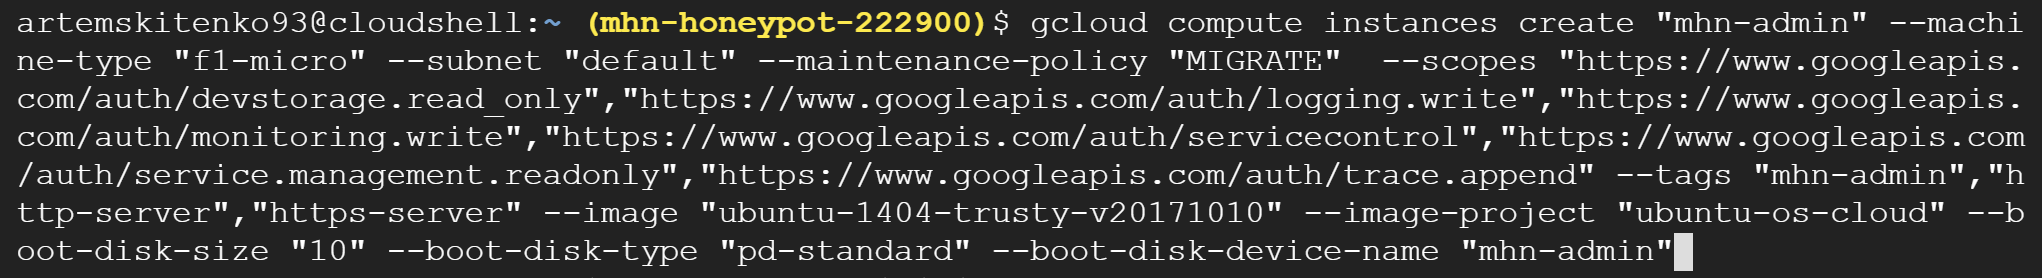 artemskitenko93@cloudshell:~ (mhn-honeypot-222900)$ gcloud compute instances create "mhn-admin" --machi
ne-type "f1-micro" --subnet "default" --maintenance-policy "MIGRATE"  --scopes "https://www.googleapis.
com/auth/devstorage.read_only","https://www.googleapis.com/auth/logging.write","https://www.googleapis.
com/auth/monitoring.write","https://www.googleapis.com/auth/servicecontrol","https://www.googleapis.com
/auth/service.management.readonly","https://www.googleapis.com/auth/trace.append" --tags "mhn-admin","h
ttp-server","https-server" --image "ubuntu-1404-trusty-v20171010" --image-project "ubuntu-os-cloud" --b
oot-disk-size "10" --boot-disk-type "pd-standard" --boot-disk-device-name "mhn-admin"